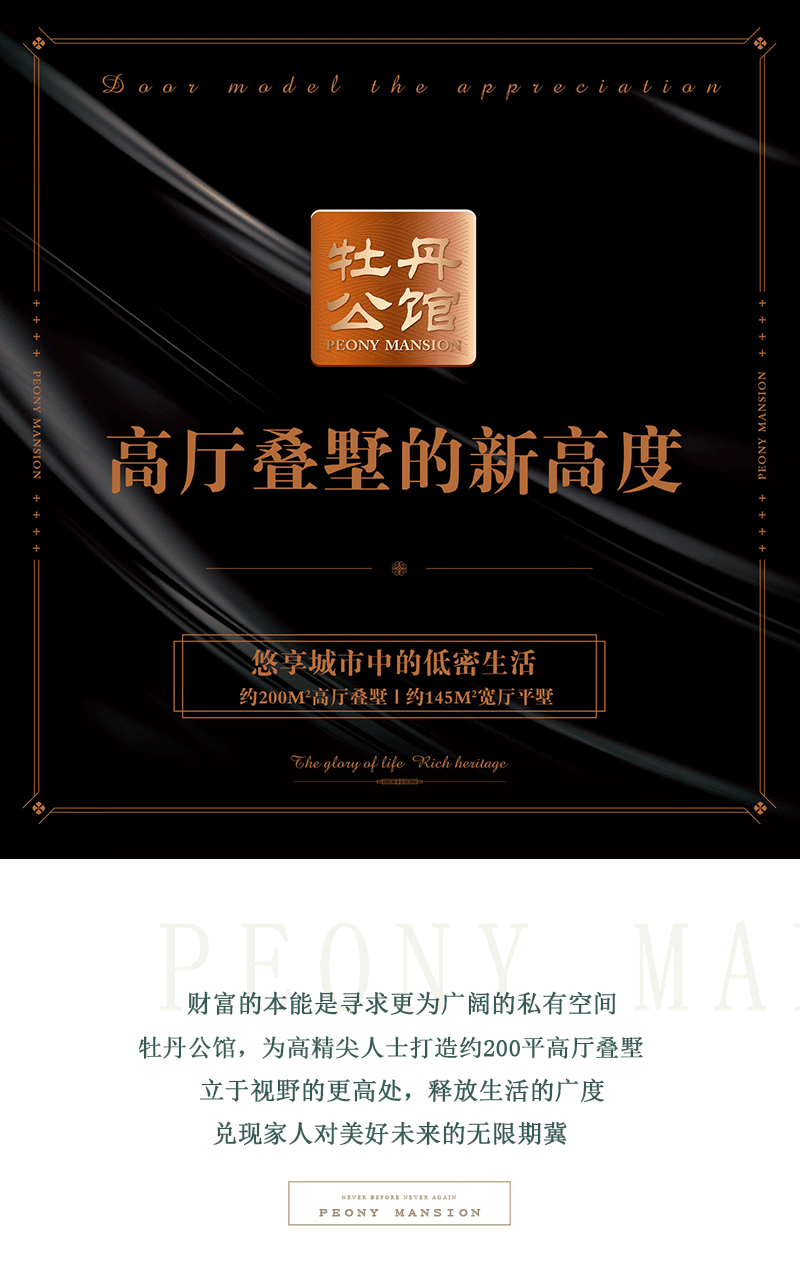 Door model the appreciation
牡丹
公馆
PEONY MANSION
PEONY MANSION
PEONY MANSION
高厅叠墅的新高度
悠享城市中的低密生活
约200M²高厅叠墅 | 约145M²宽厅平墅
The glory of life Rich heritage
PEONY MA
财富的本能是寻求更为广阔的私有空间
牡丹公馆，为高精尖人士打造约200平高厅叠墅
立于视野的更高处，释放生活的广度
兑现家人对美好未来的无限期冀
NEVER BEFORE NEVER AGAIN
PEONY MANSION